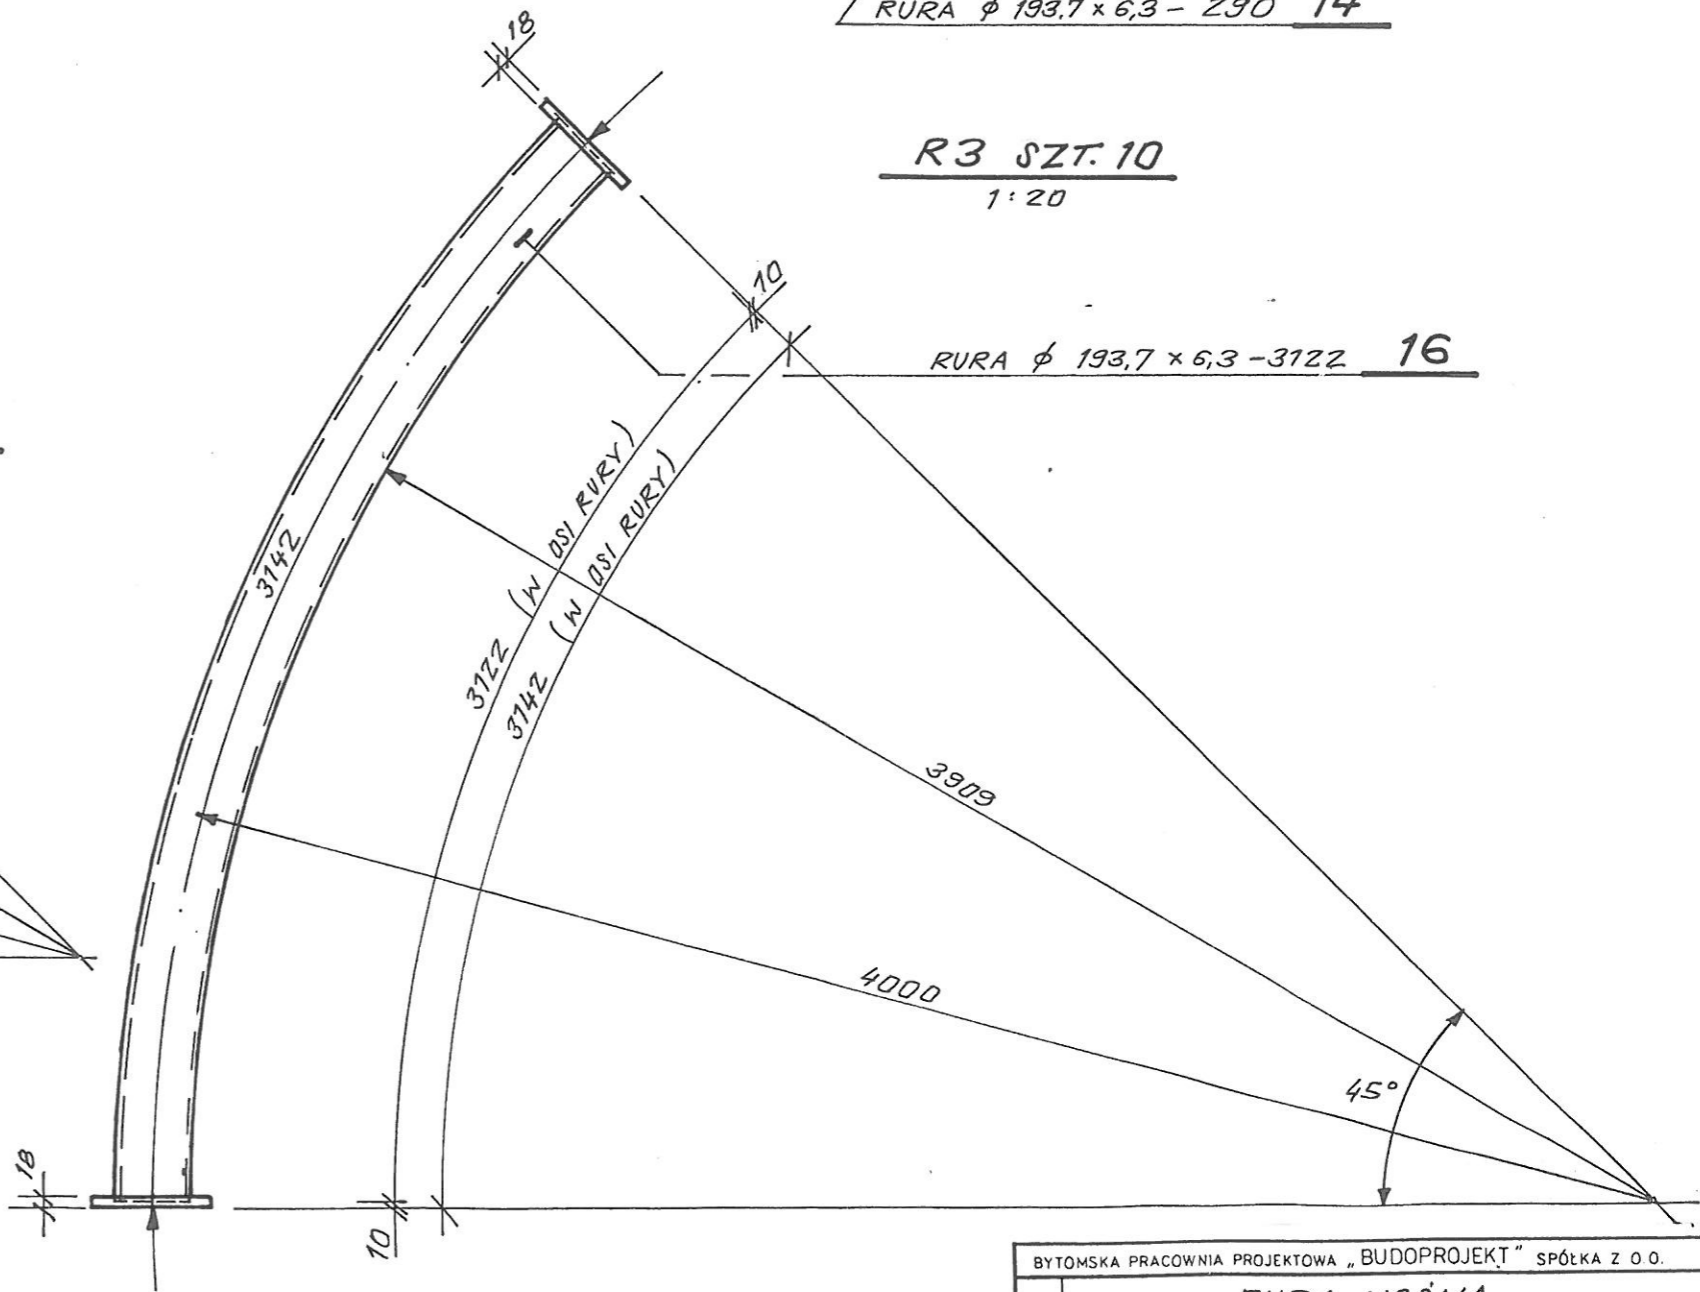 RURA ϕ 193,7 × 6,3 – 290 14
18
R3 SZT. 10
1:20
10
RURA ϕ 193,7 × 6,3 – 3122 16
3142
3122 (W OSI RURY)
3142 (W OSI RURY)
3909
4000
45°
18
10
BYTOMSKA PRACOWNIA PROJEKTOWA „BUDOPROJEKT" SPÓŁKA Z O.O.